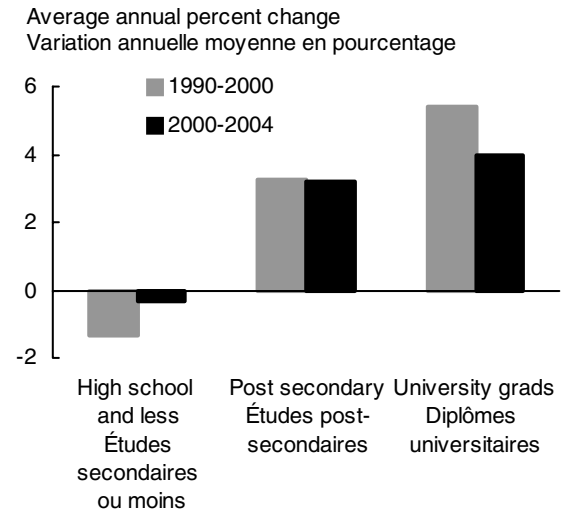 Average annual percent change
Variation annuelle moyenne en pourcentage
6
1990-2000
2000-2004
4
2
0
-2
High school
and less
Études
secondaires
ou moins
Post secondary
Études post-
secondaires
University grads
Diplômes
universitaires